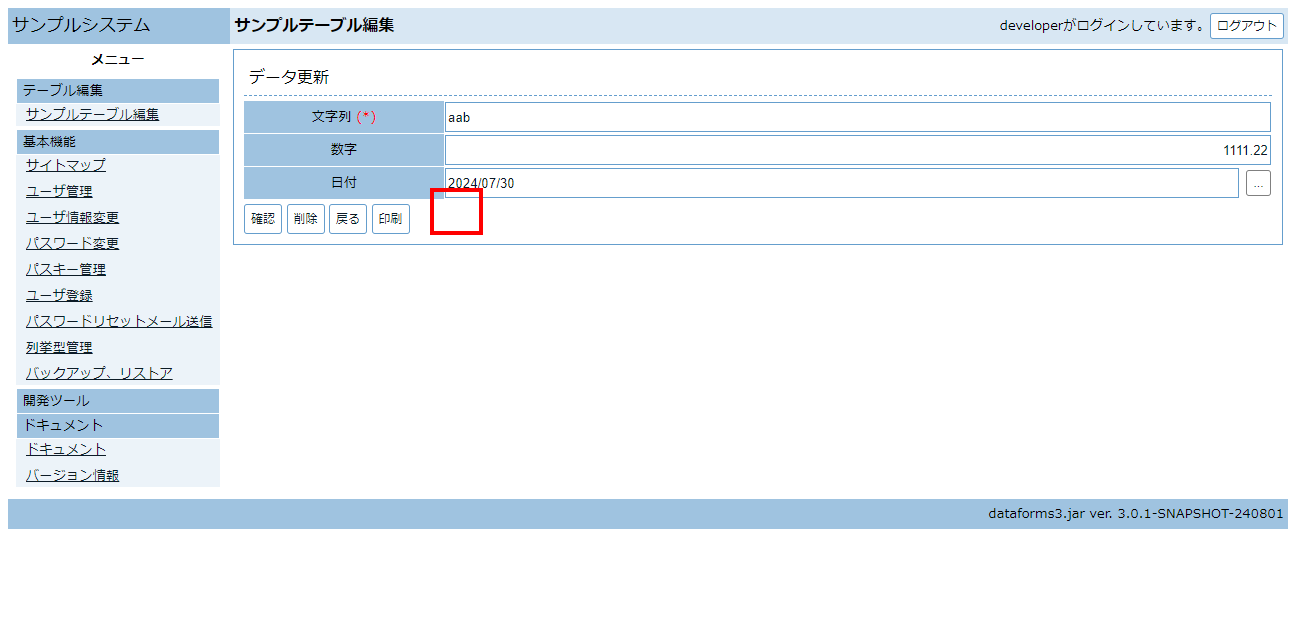 サンプルシステム
サンプルテーブル編集
developerがログインしています。 ログアウト
メニュー
テーブル編集
サンプルテーブル編集
基本機能
サイトマップ
ユーザ管理
ユーザ情報変更
パスワード変更
パスキー管理
ユーザ登録
パスワードリセットメール送信
列挙型管理
バックアップ、リストア
開発ツール
ドキュメント
ドキュメント
バージョン情報
データ更新
文字列 (*) aab
数字 1111.22
日付 2024/07/30 ...
確認 削除 戻る 印刷
dataforms3.jar ver. 3.0.1-SNAPSHOT-240801